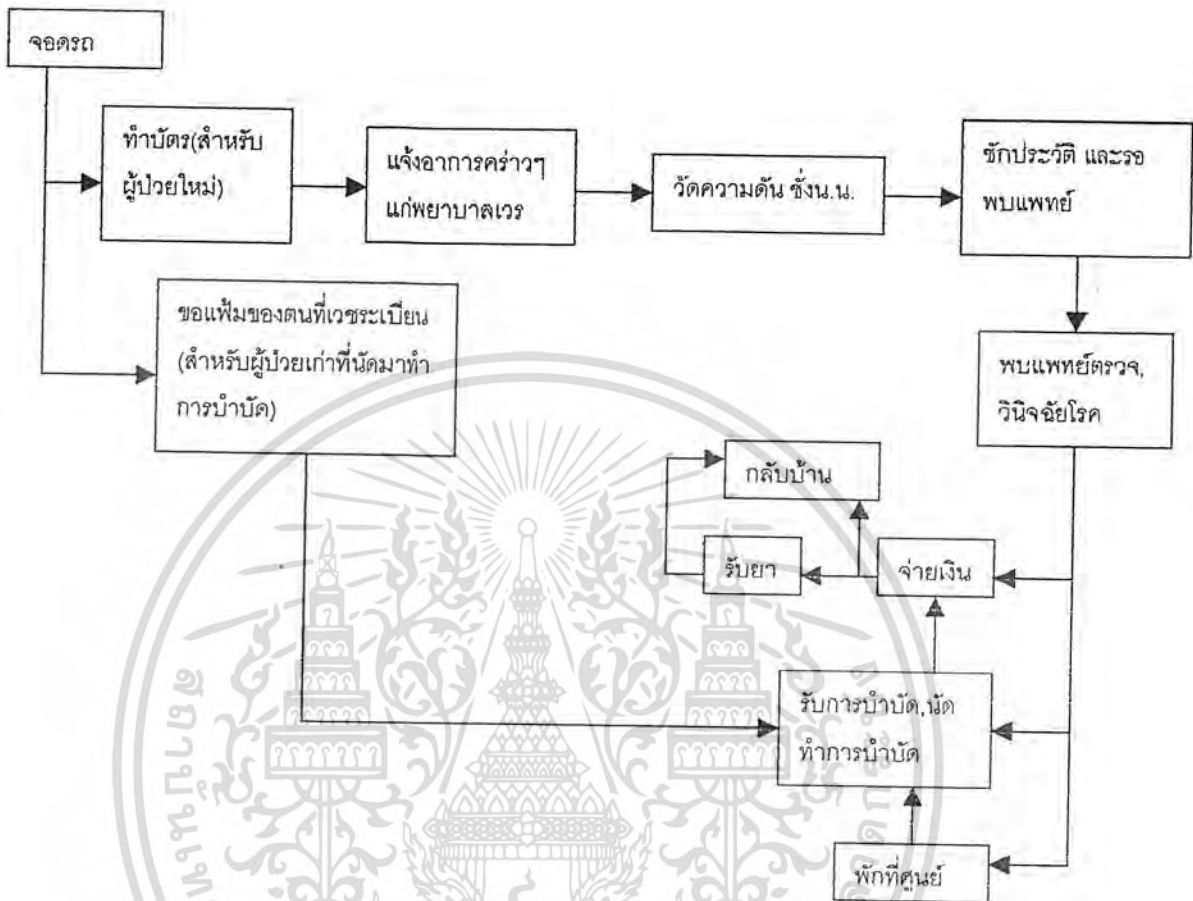 จอดรถ
ทำบัตร(สำหรับ
ผู้ป่วยใหม่)
แจ้งอาการคร่าวๆ
แก่พยาบาลเวร
วัดความดัน ชั่งน.น.
ซักประวัติ และรอ
พบแพทย์
ขอแฟ้มของตนที่เวชระเบียน
(สำหรับผู้ป่วยเก่าที่นัดมาทำ
การบำบัด)
พบแพทย์ตรวจ,
วินิจฉัยโรค
กลับบ้าน
รับยา
จ่ายเงิน
รับการบำบัด,นัด
ทำการบำบัด
พักที่ศูนย์